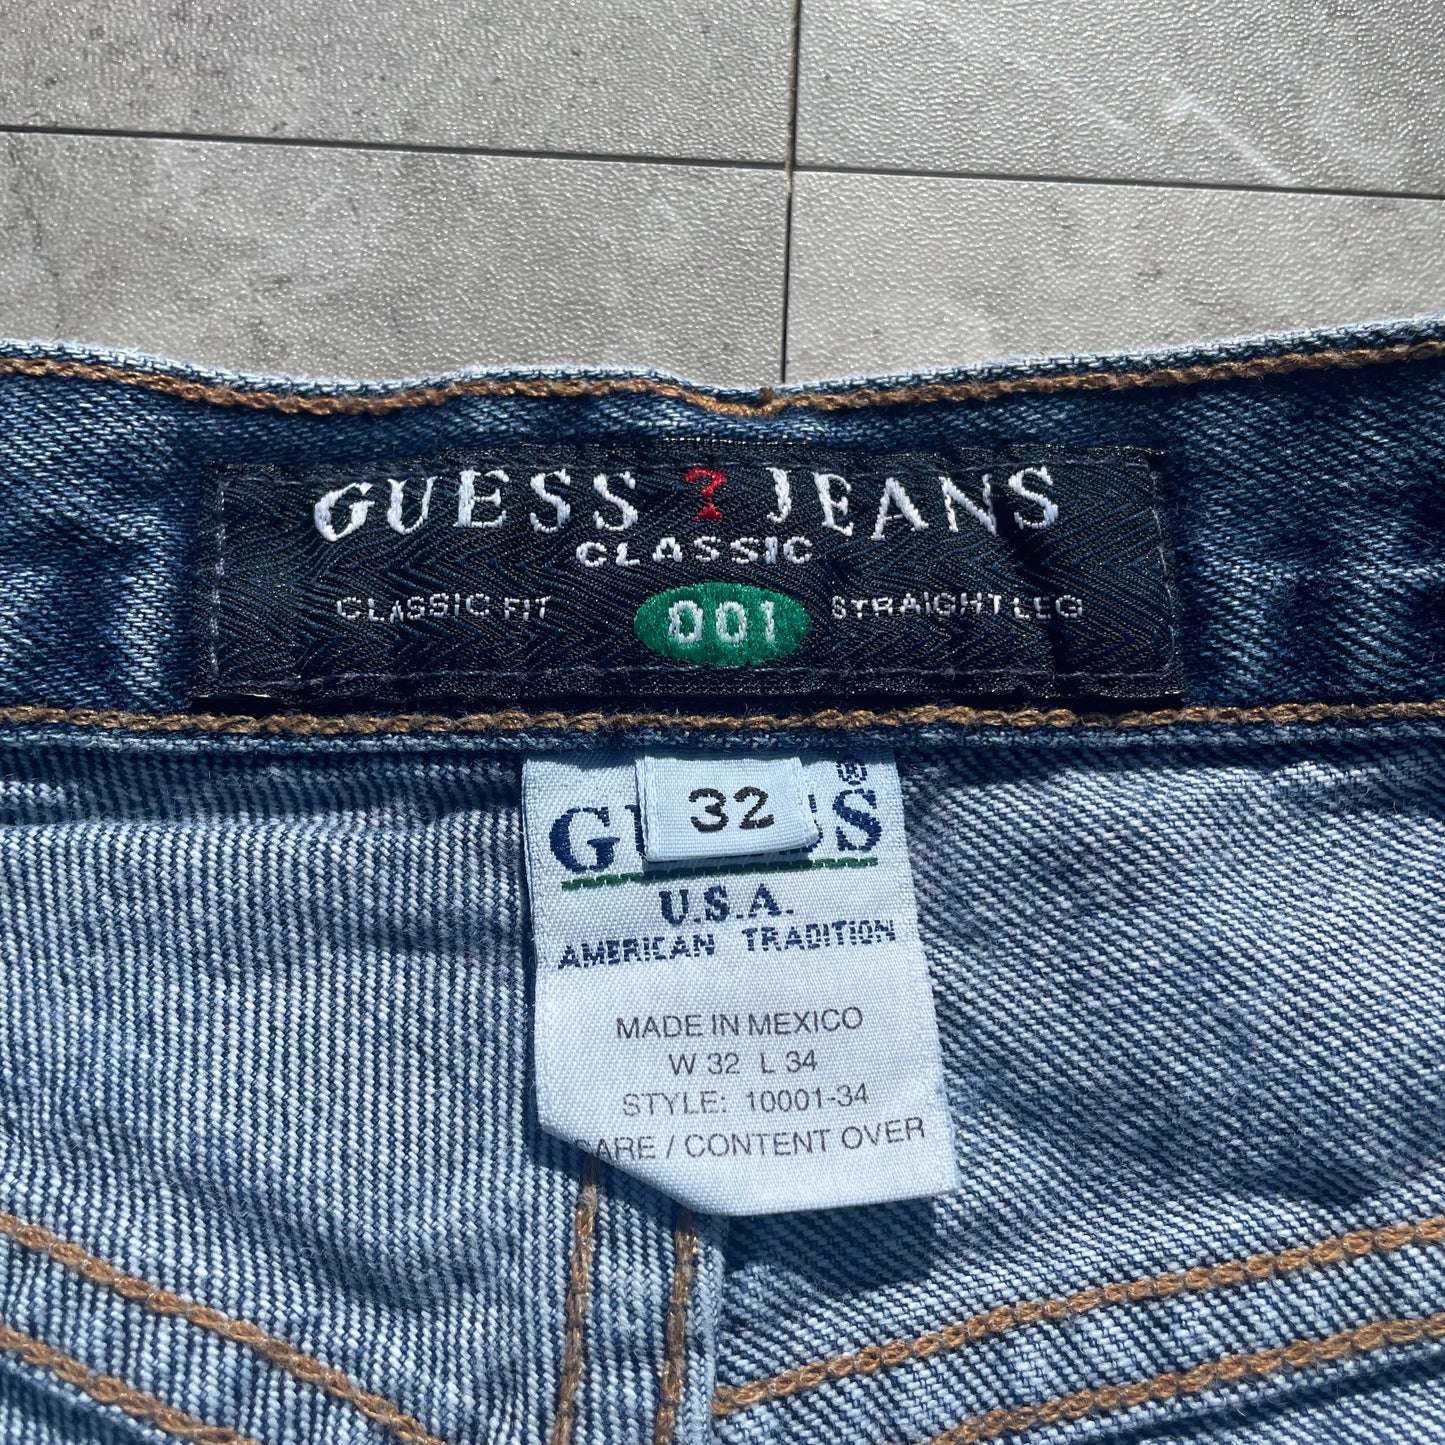 GUESS ? JEANS
CLASSIC
CLASSIC FIT 001 STRAIGHT LEG
32
®
U.S.A.
AMERICAN TRADITION
MADE IN MEXICO
W 32 L 34
STYLE: 10001-34
CONTENT OVER